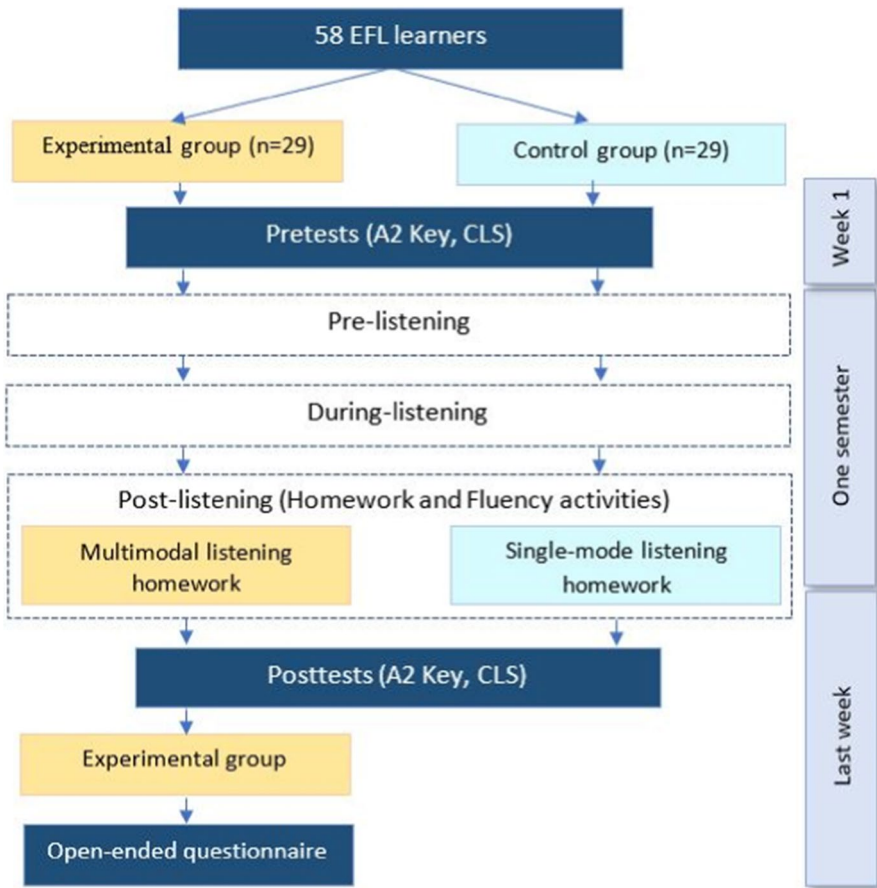 58 EFL learners
Experimental group (n=29)
Control group (n=29)
Week 1
Pretests (A2 Key, CLS)
Pre-listening
One semester
During-listening
Post-listening (Homework and Fluency activities)
Multimodal listening
homework
Single-mode listening
homework
Last week
Posttests (A2 Key, CLS)
Experimental group
Open-ended questionnaire